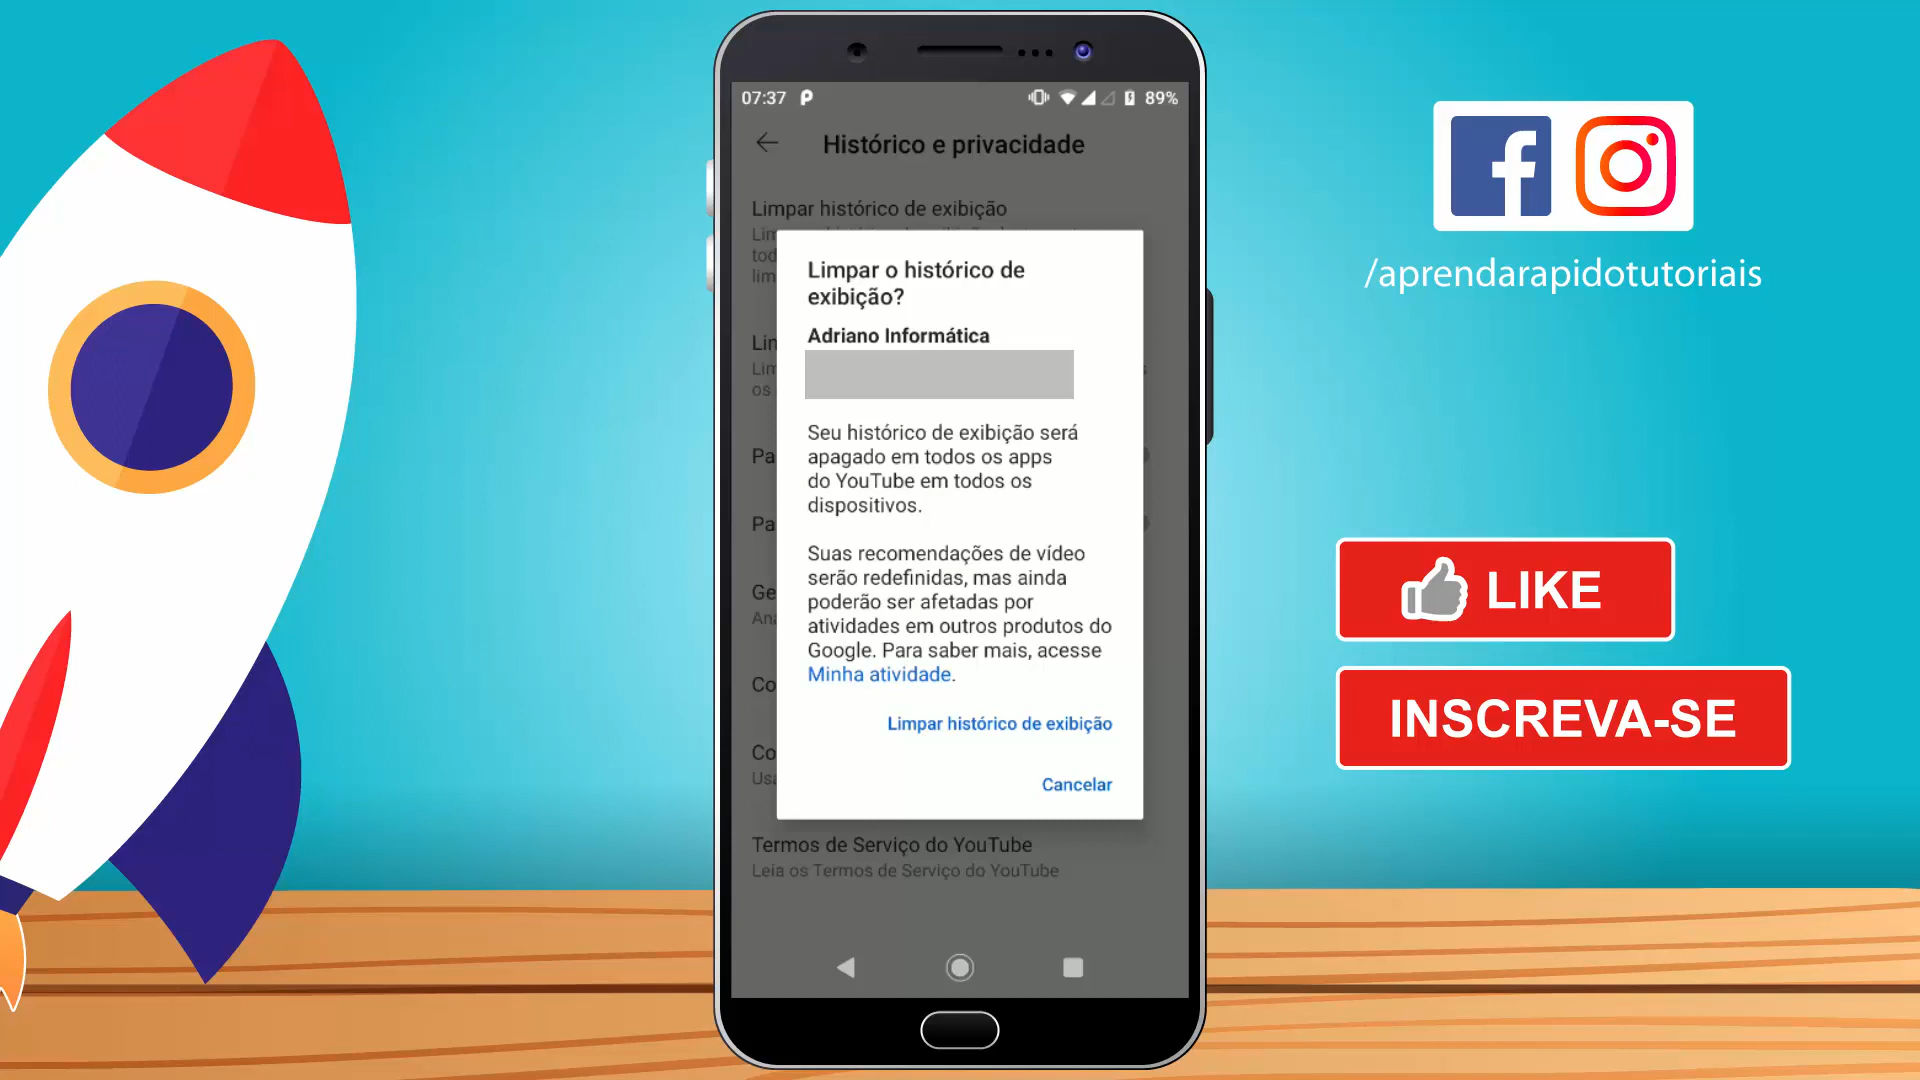 07:37
89%
Histórico e privacidade
Limpar histórico de exibição
Limpar o histórico de
exibição?
Adriano Informática
Seu histórico de exibição será
apagado em todos os apps
do YouTube em todos os
dispositivos.
Suas recomendações de vídeo
serão redefinidas, mas ainda
poderão ser afetadas por
atividades em outros produtos do
Google. Para saber mais, acesse
Minha atividade.
Limpar histórico de exibição
Cancelar
Termos de Serviço do YouTube
Leia os Termos de Serviço do YouTube
/aprendarapidotutoriais
LIKE
INSCREVA-SE